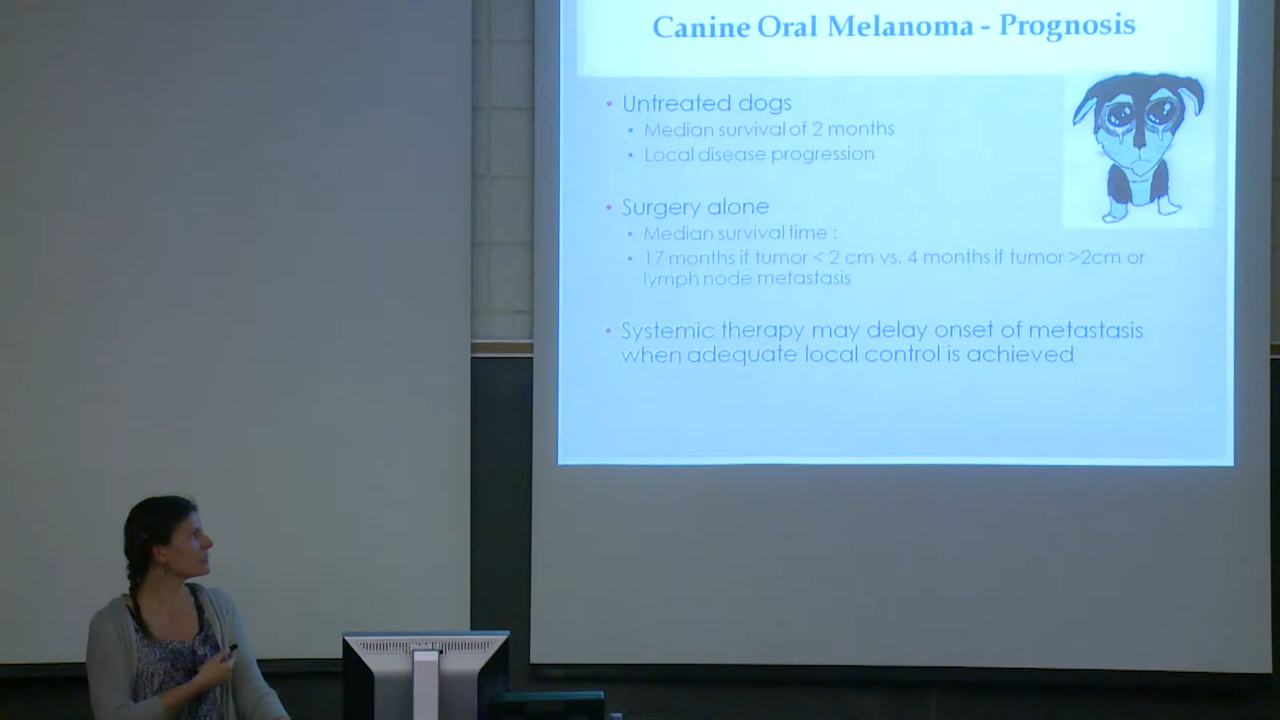 Canine Oral Melanoma - Prognosis
• Untreated dogs
• Median survival of 2 months
• Local disease progression
• Surgery alone
• Median survival time :
• 17 months if tumor < 2 cm vs. 4 months if tumor >2cm or
lymph node metastasis
• Systemic therapy may delay onset of metastasis
when adequate local control is achieved